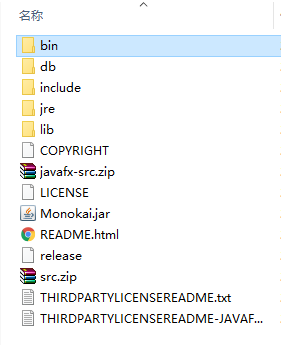 名称
bin
db
include
jre
lib
COPYRIGHT
javafx-src.zip
LICENSE
Monokai.jar
README.html
release
src.zip
THIRDPARTYLICENSEREADME.txt
THIRDPARTYLICENSEREADME-JAVAF...